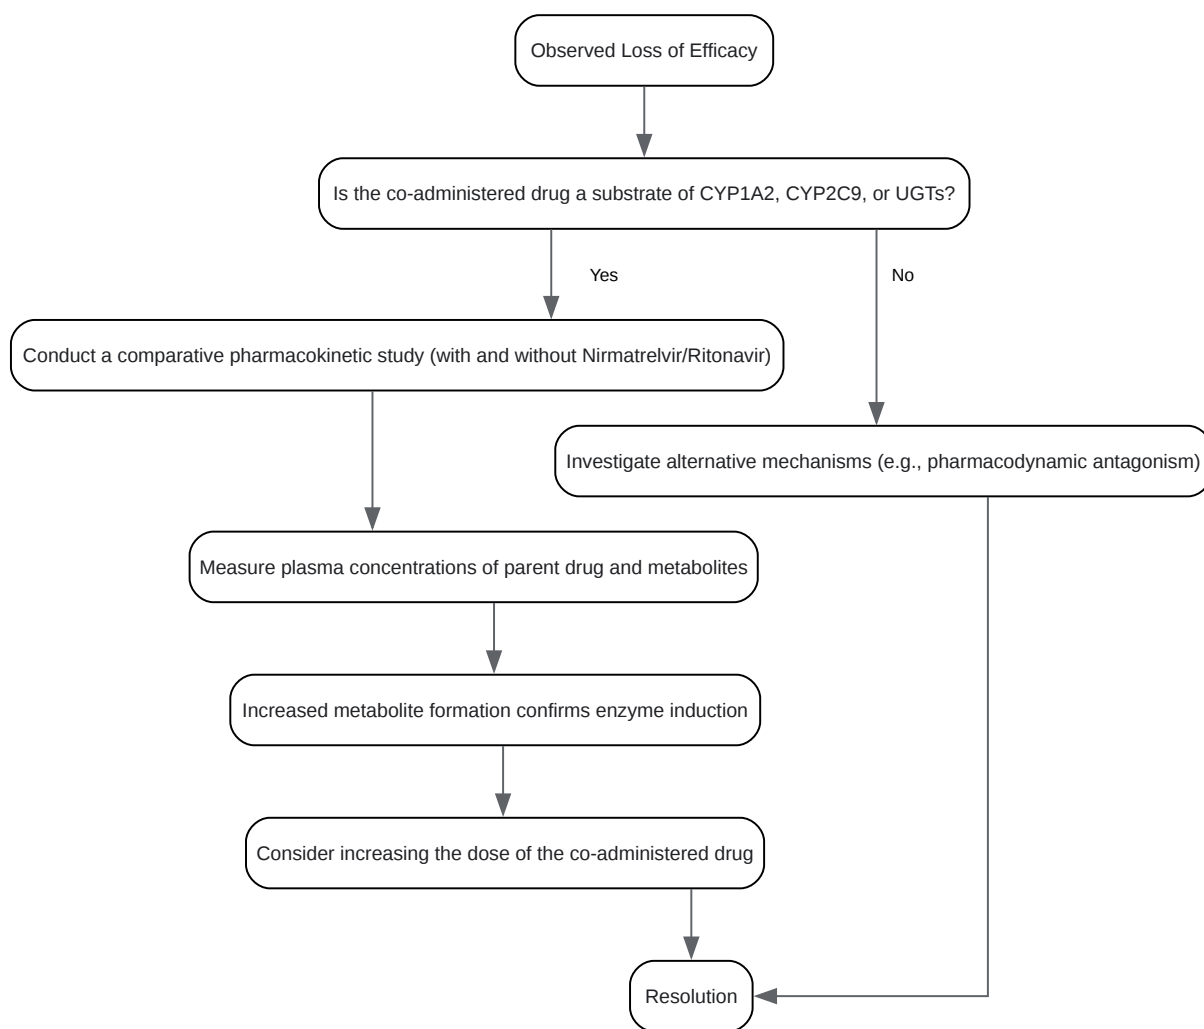 Observed Loss of Efficacy
Is the co-administered drug a substrate of CYP1A2, CYP2C9, or UGTs?
Yes
No
Conduct a comparative pharmacokinetic study (with and without Nirmatrelvir/Ritonavir)
Investigate alternative mechanisms (e.g., pharmacodynamic antagonism)
Measure plasma concentrations of parent drug and metabolites
Increased metabolite formation confirms enzyme induction
Consider increasing the dose of the co-administered drug
Resolution